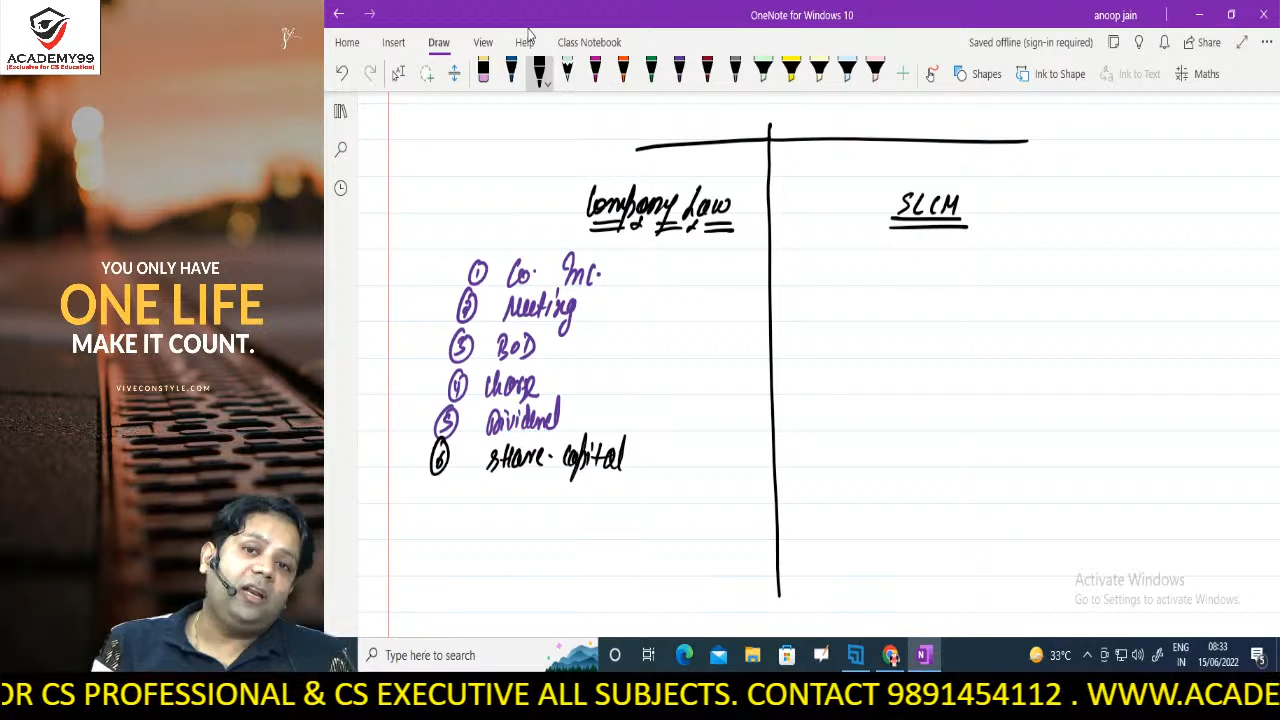 ACADEMY99
(Exclusive for CS Education)
YOU ONLY HAVE
ONE LIFE
MAKE IT COUNT.
VIVECONSTYLE.COM
OneNote for Windows 10
anoop jain
Home Insert Draw View Help Class Notebook
Saved offline (sign-in required) Share
Shapes Ink to Shape Ink to Text Maths
Company Law
SLCM
① Co. Inc.
② Meeting
③ BOD
④ Charge
⑤ Dividend
⑥ Share capital
Activate Windows
Go to Settings to activate Windows.
Type here to search
33°C ENG IN 08:33 15/06/2022 5
OR CS PROFESSIONAL & CS EXECUTIVE ALL SUBJECTS. CONTACT 9891454112 . WWW.ACADE